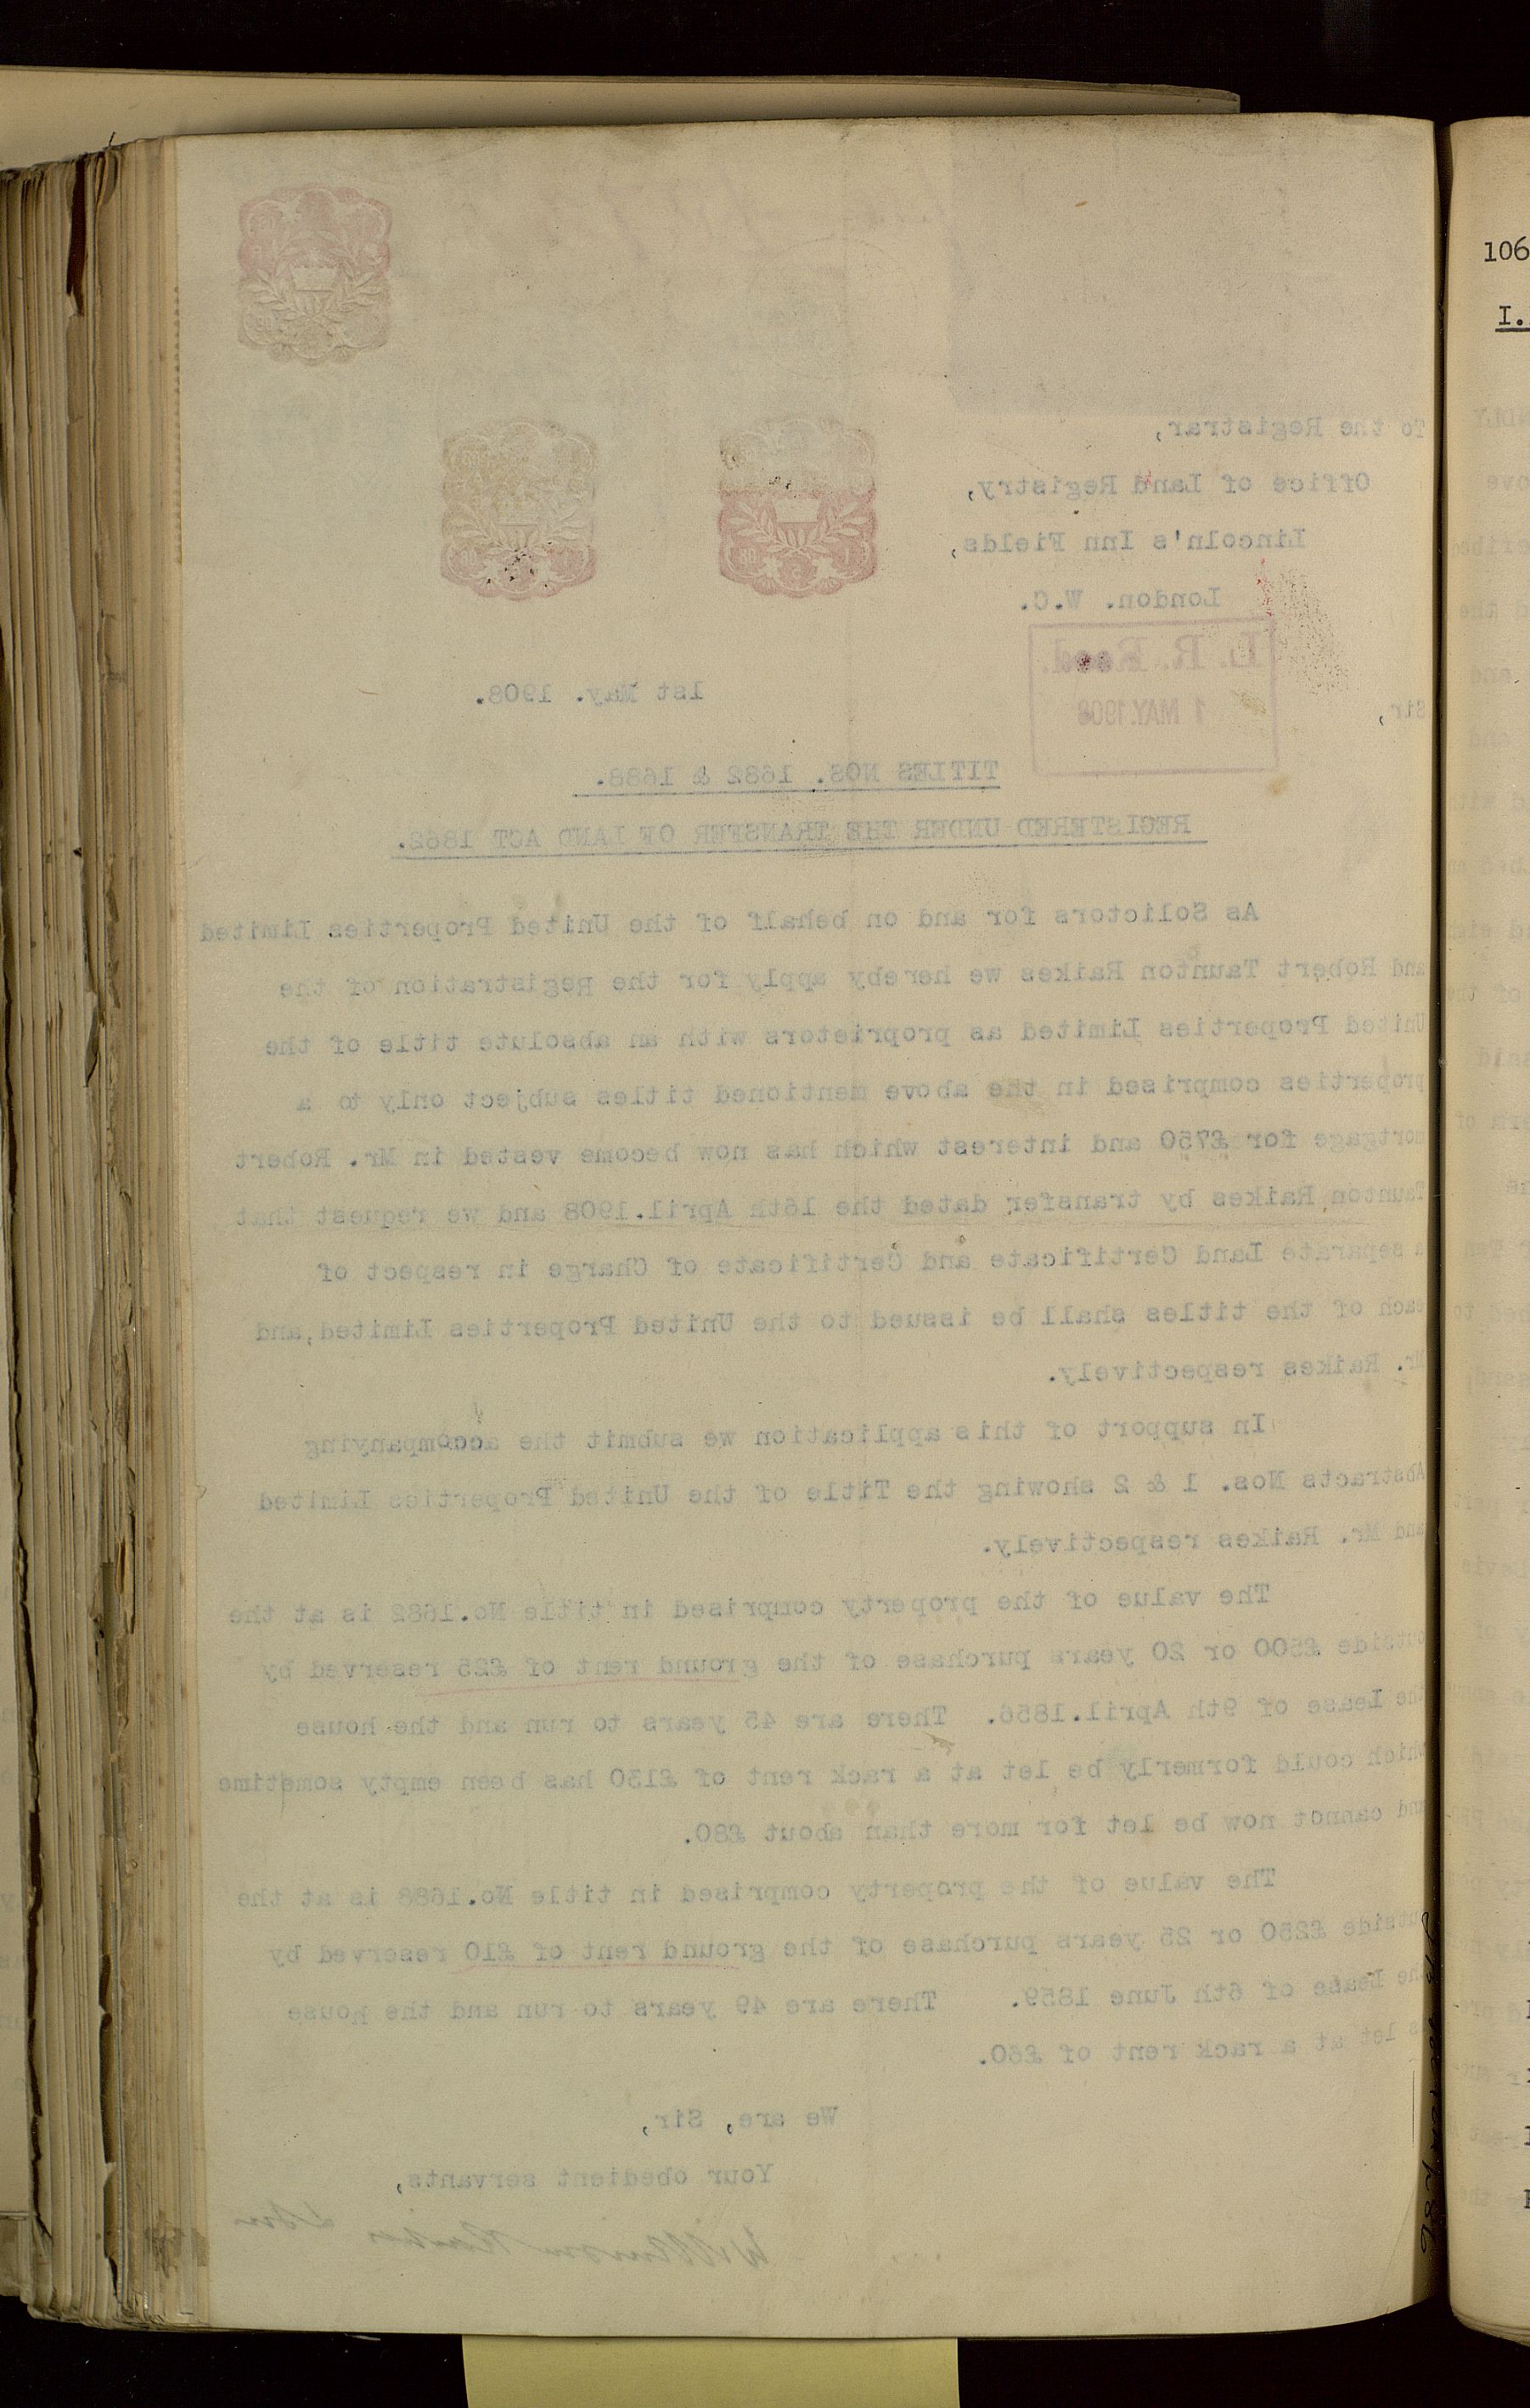 To the Registrar,
Office of Land Registry,
Lincoln's Inn Fields,
London. W.C.
L. R. Recd.
1 MAY. 1908
1st May. 1908.
Sir,
TITLES NOS. 1682 & 1688.
REGISTERED UNDER THE TRANSFER OF LAND ACT 1862.
As Solictors for and on behalf of the United Properties Limited
and Robert Taunton Raikes we hereby apply for the Registration of the
United Properties Limited as proprietors with an absolute title of the
properties comprised in the above mentioned titles subject only to a
mortgage for £750 and interest which has now become vested in Mr. Robert
Taunton Raikes by transfer dated the 16th April.1908 and we request that
a separate Land Certificate and Certificate of Charge in respect of
each of the titles shall be issued to the United Properties Limited and
Mr. Raikes respectively.
In support of this application we submit the accompanying
Abstracts Nos. 1 & 2 showing the Title of the United Properties Limited
and Mr. Raikes respectively.
The value of the property comprised in title No.1682 is at the
outside £500 or 20 years purchase of the ground rent of £25 reserved by
the Lease of 9th April.1856. There are 45 years to run and the house
which could formerly be let at a rack rent of £130 has been empty sometime
and cannot now be let for more than about £80.
The value of the property comprised in title No.1688 is at the
outside £250 or 25 years purchase of the ground rent of £10 reserved by
the Lease of 6th June 1859. There are 49 years to run and the house
is let at a rack rent of £60.
We are, Sir,
Your obedient servants,
106
I.